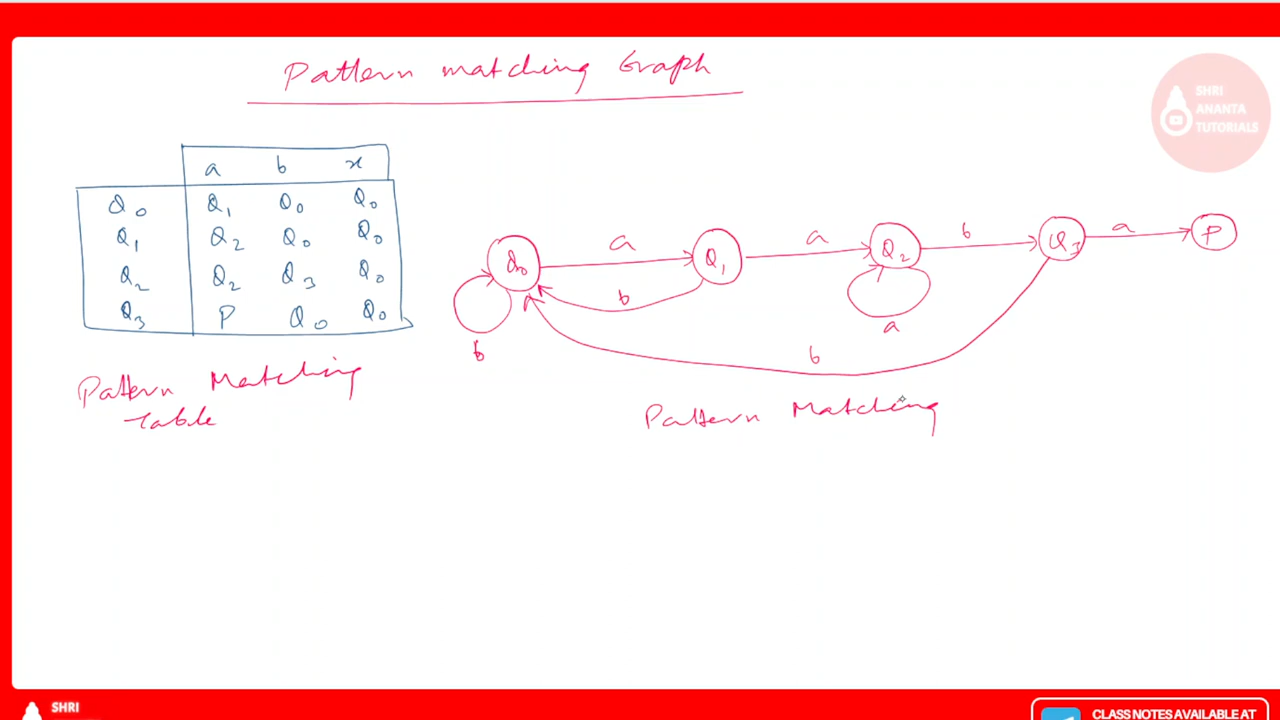 Pattern matching Graph
SHRI
ANANTA
TUTORIALS
a b x
Q0 Q1 Q0 Q0
Q1 Q2 Q0 Q0
Q2 Q2 Q3 Q0
Q3 P Q0 Q0
Pattern Matching
Table
Q0 a Q1 a Q2 b Q3 a P
b
b
a
b
Pattern Matching
SHRI
CLASS NOTES AVAILABLE AT